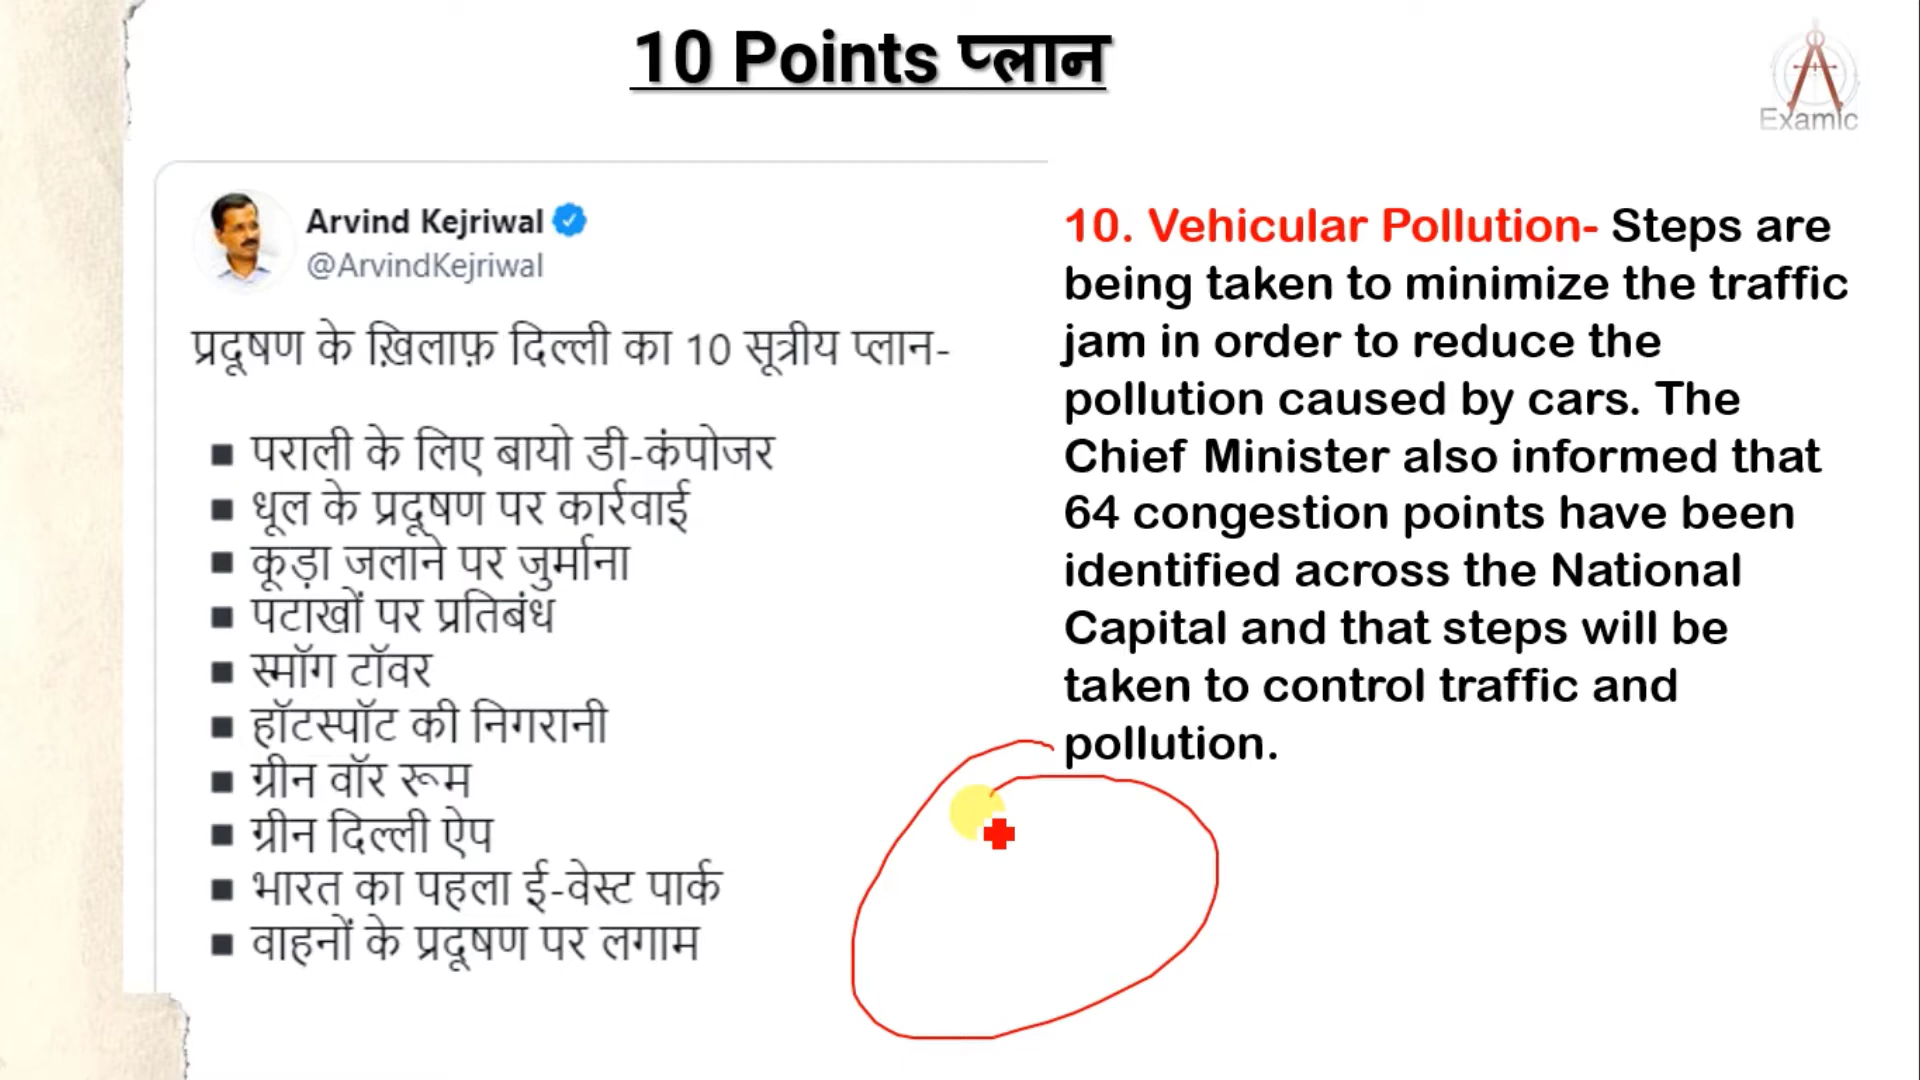 10 Points प्लान
Examic
Arvind Kejriwal
@ArvindKejriwal
प्रदूषण के ख़िलाफ़ दिल्ली का 10 सूत्रीय प्लान-
▪ पराली के लिए बायो डी-कंपोजर
▪ धूल के प्रदूषण पर कार्रवाई
▪ कूड़ा जलाने पर जुर्माना
▪ पटाखों पर प्रतिबंध
▪ स्मॉग टॉवर
▪ हॉटस्पॉट की निगरानी
▪ ग्रीन वॉर रूम
▪ ग्रीन दिल्ली ऐप
▪ भारत का पहला ई-वेस्ट पार्क
▪ वाहनों के प्रदूषण पर लगाम
10. Vehicular Pollution- Steps are
being taken to minimize the traffic
jam in order to reduce the
pollution caused by cars. The
Chief Minister also informed that
64 congestion points have been
identified across the National
Capital and that steps will be
taken to control traffic and
pollution.